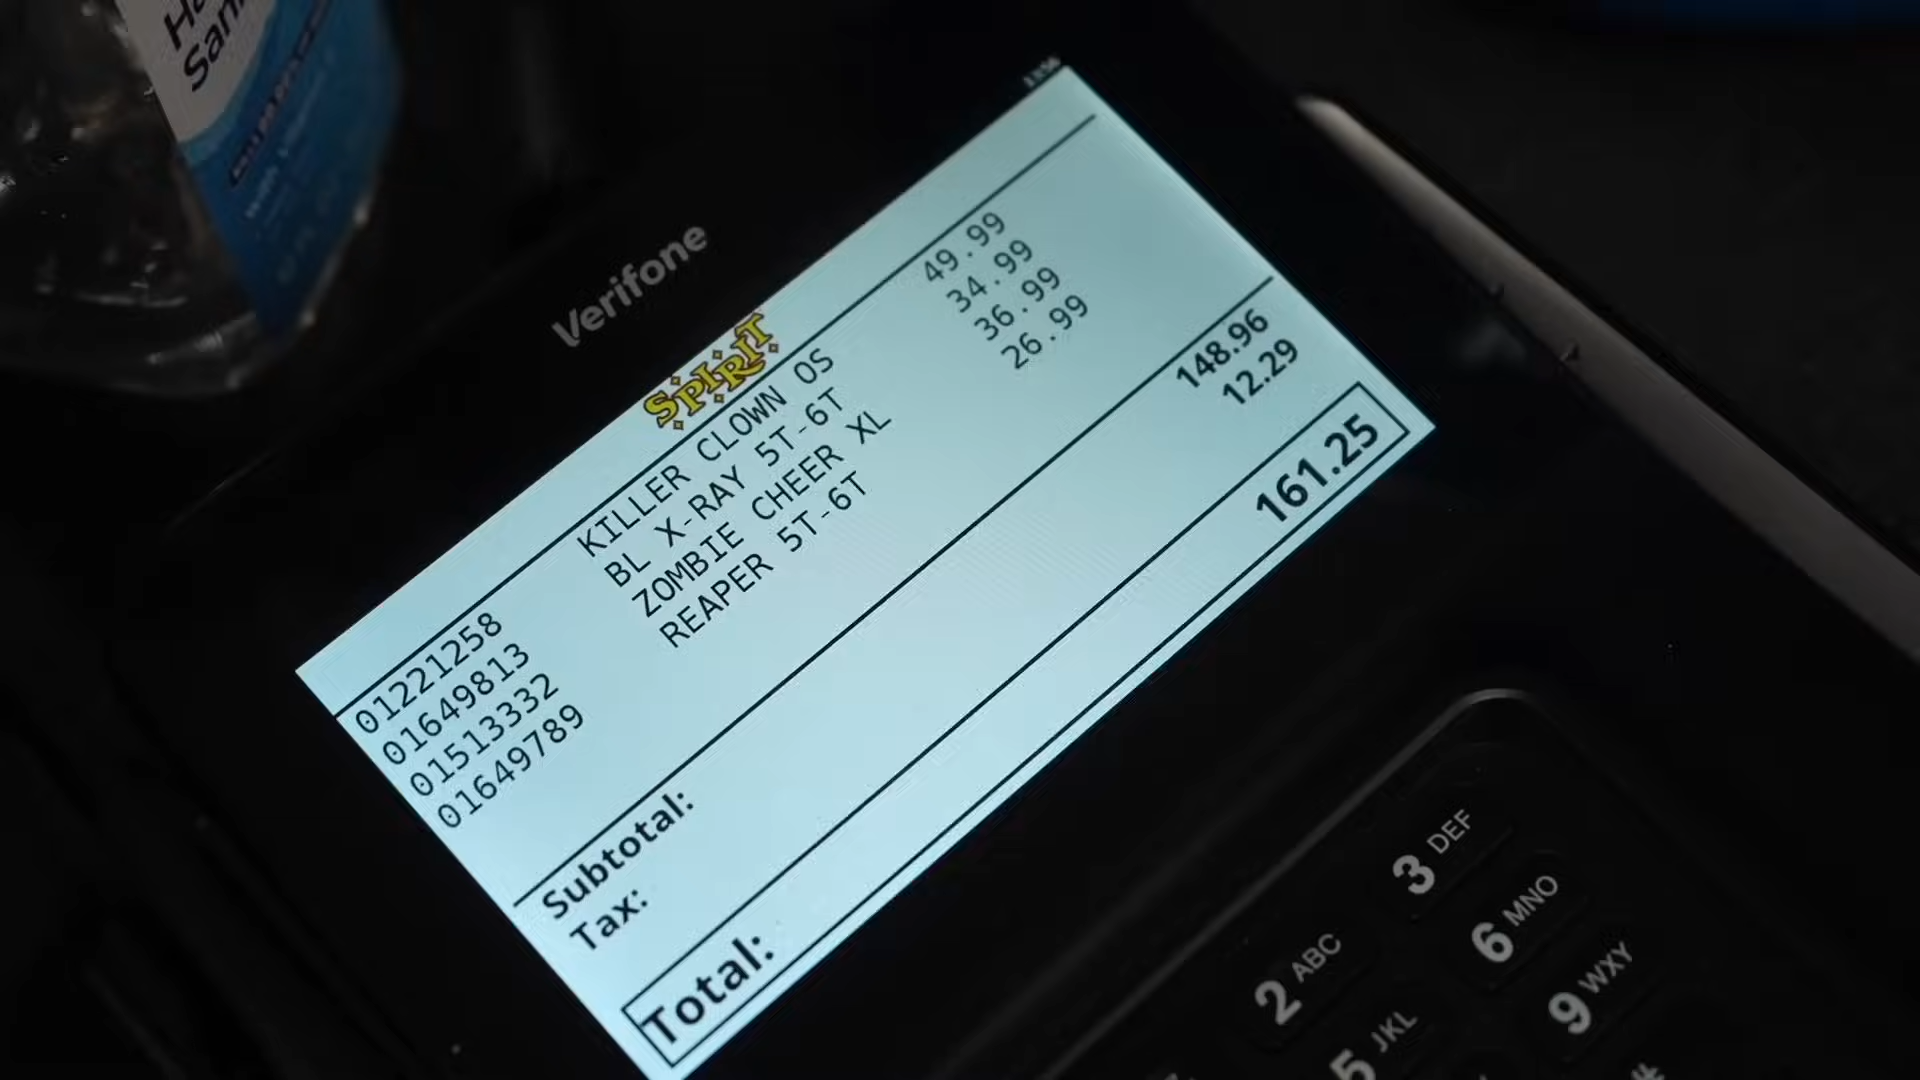 Verifone
SPIRIT
01221258 KILLER CLOWN OS 49.99
01649813 BL X-RAY 5T-6T 34.99
01513332 ZOMBIE CHEER XL 36.99
01649789 REAPER 5T-6T 26.99
Subtotal: 148.96
Tax: 12.29
Total: 161.25
2 ABC
3 DEF
5 JKL
6 MNO
9 WXY
#